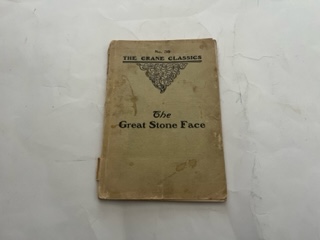 THE CRANE CLASSICS
The
Great Stone Face